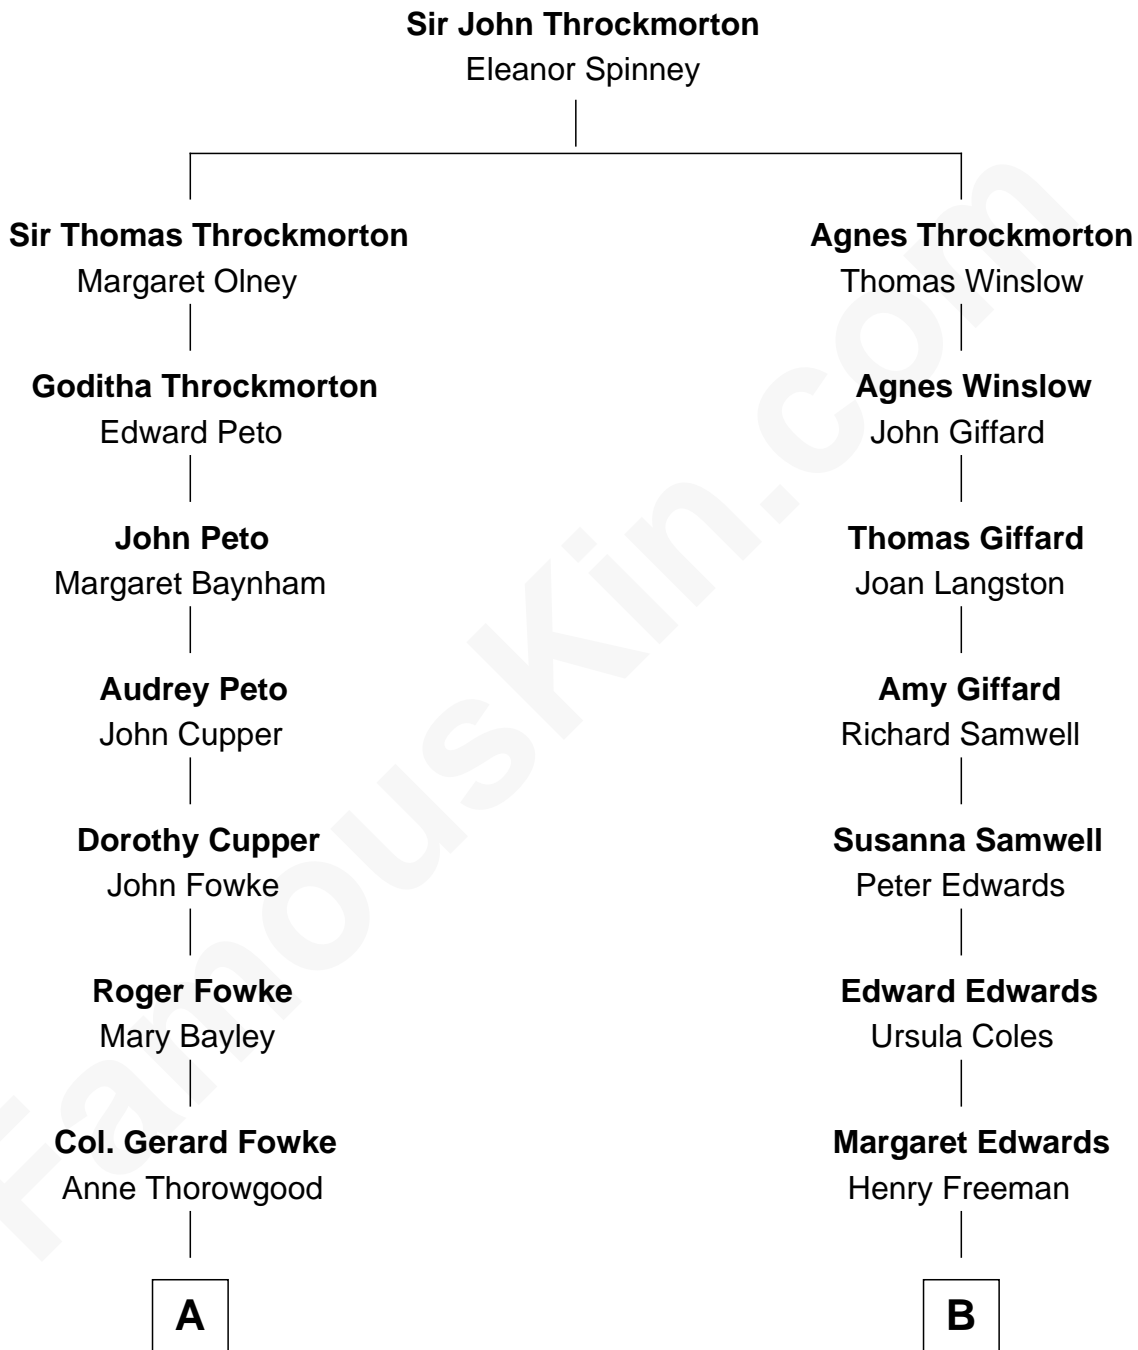 Sir John Throckmorton
Eleanor Spinney
Sir Thomas Throckmorton
Margaret Olney
Goditha Throckmorton
Edward Peto
John Peto
Margaret Baynham
Audrey Peto
John Cupper
Dorothy Cupper
John Fowke
Roger Fowke
Mary Bayley
Col. Gerard Fowke
Anne Thorowgood
A
Agnes Throckmorton
Thomas Winslow
Agnes Winslow
John Giffard
Thomas Giffard
Joan Langston
Amy Giffard
Richard Samwell
Susanna Samwell
Peter Edwards
Edward Edwards
Ursula Coles
Margaret Edwards
Henry Freeman
B
FamousKin.com